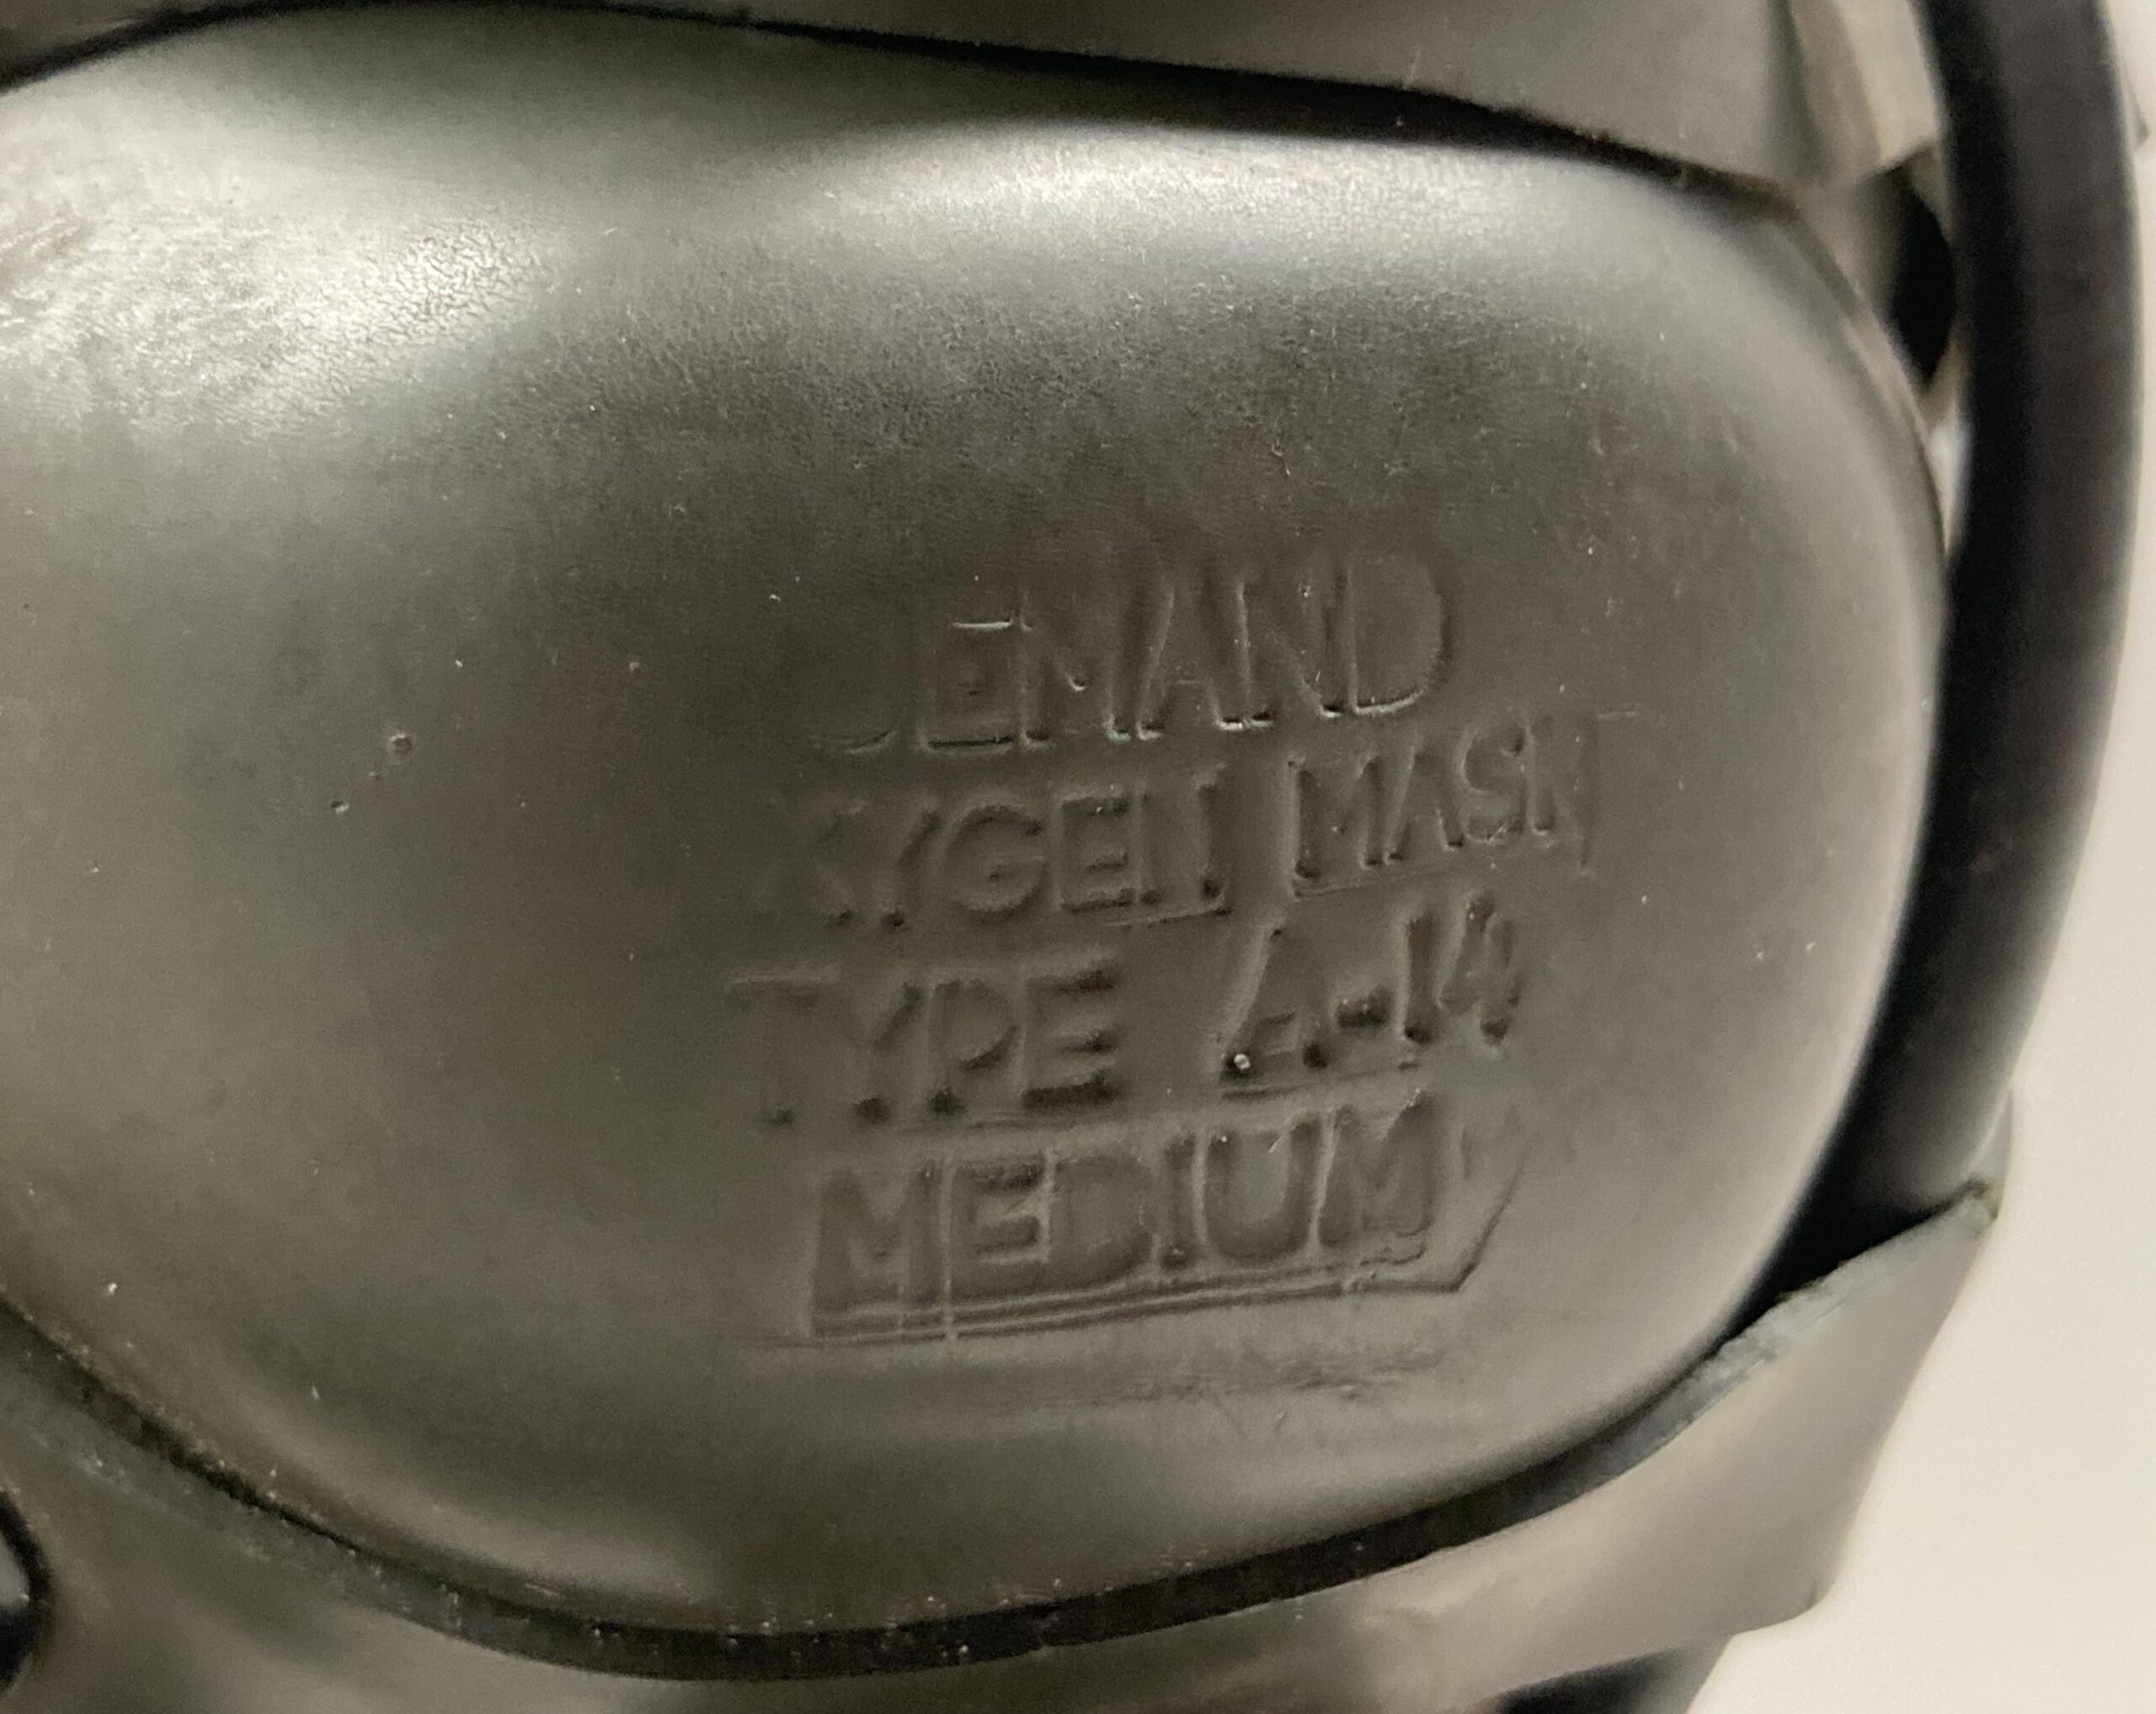 DEMAND
OXYGEN MASK
TYPE A-14
MEDIUM